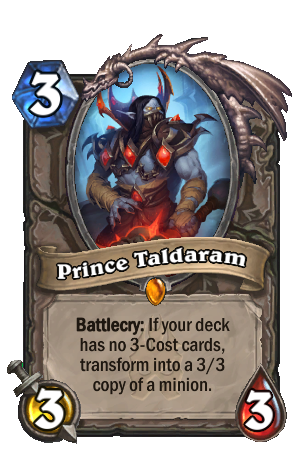 3
Prince Taldaram
Battlecry: If your deck
has no 3-Cost cards,
transform into a 3/3
copy of a minion.
3
3